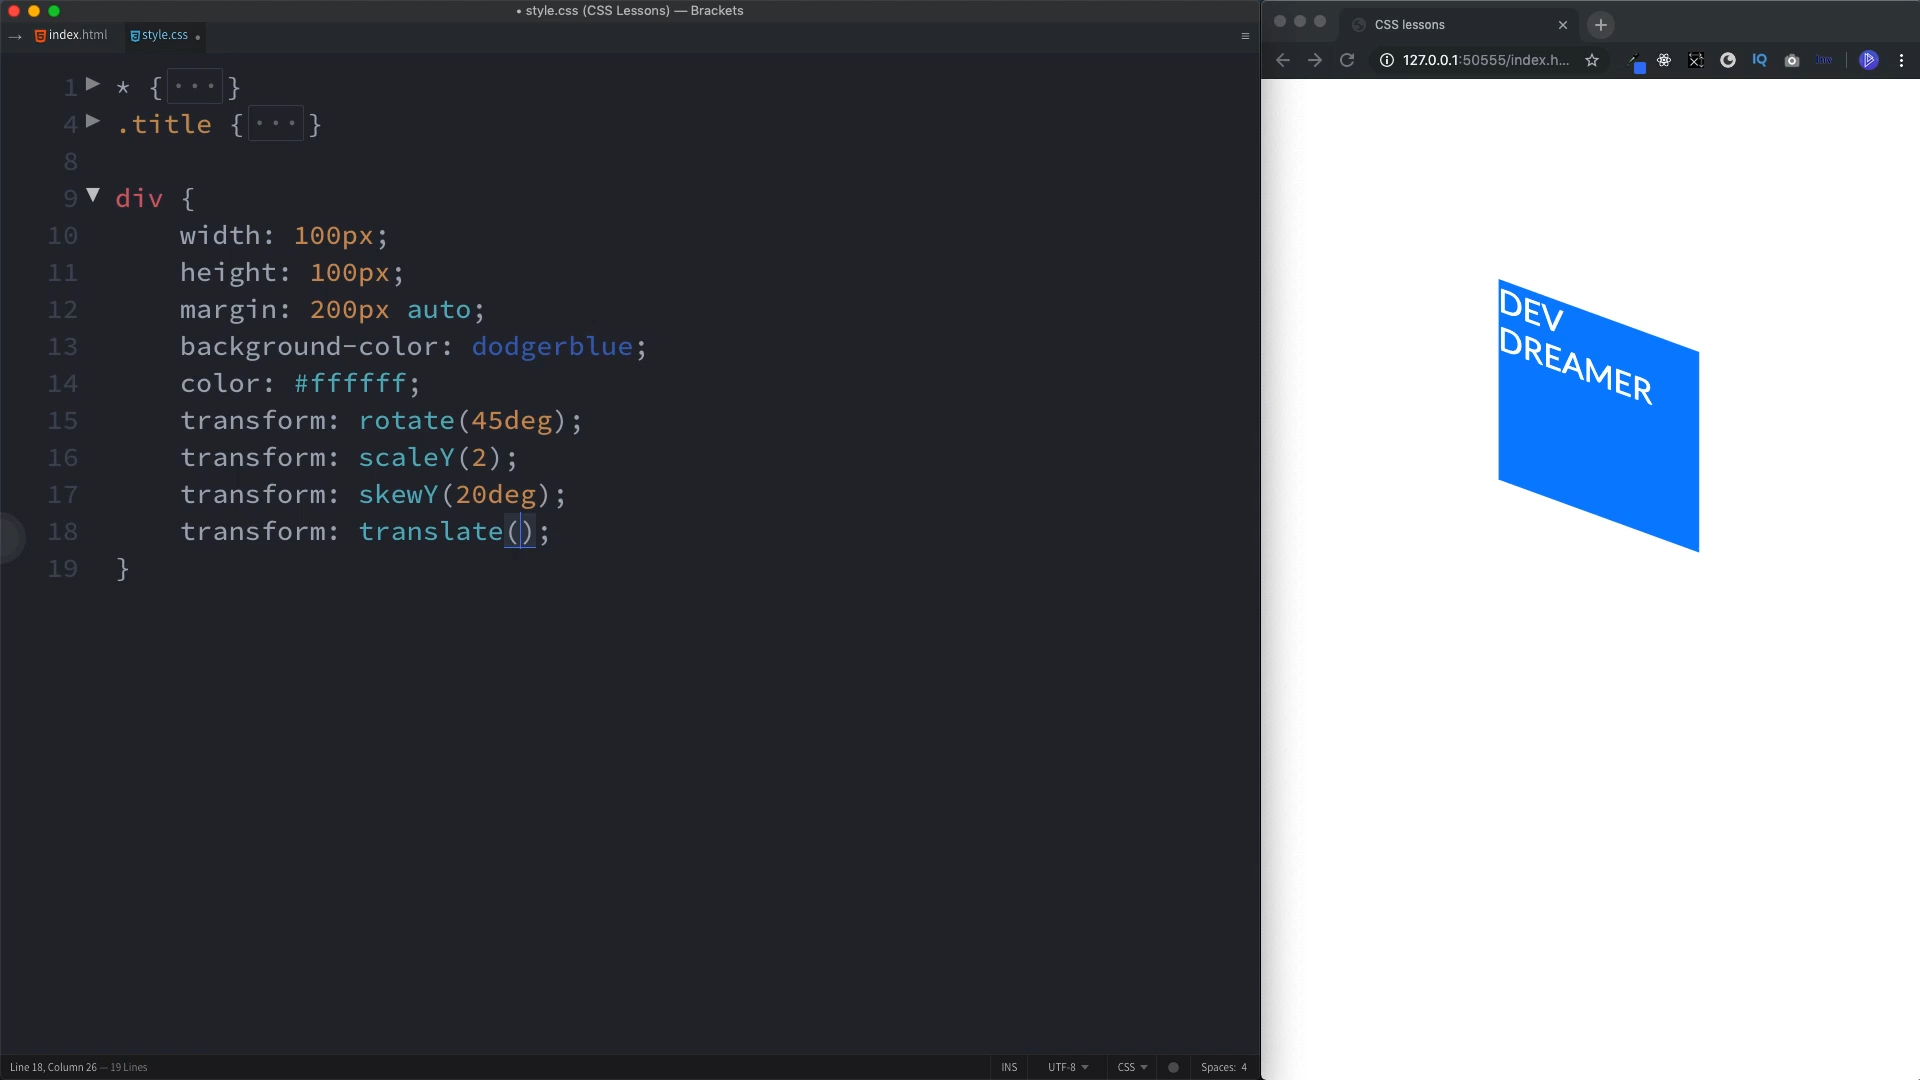 • style.css (CSS Lessons) — Brackets
index.html
style.css •
1 * {...}
4 .title {...}
8
9 div {
10 width: 100px;
11 height: 100px;
12 margin: 200px auto;
13 background-color: dodgerblue;
14 color: #ffffff;
15 transform: rotate(45deg);
16 transform: scaleY(2);
17 transform: skewY(20deg);
18 transform: translate();
19 }
Line 18, Column 26 — 19 Lines
INS
UTF-8
CSS
Spaces: 4
CSS lessons
127.0.0.1:50555/index.h...
IQ
DEV
DREAMER